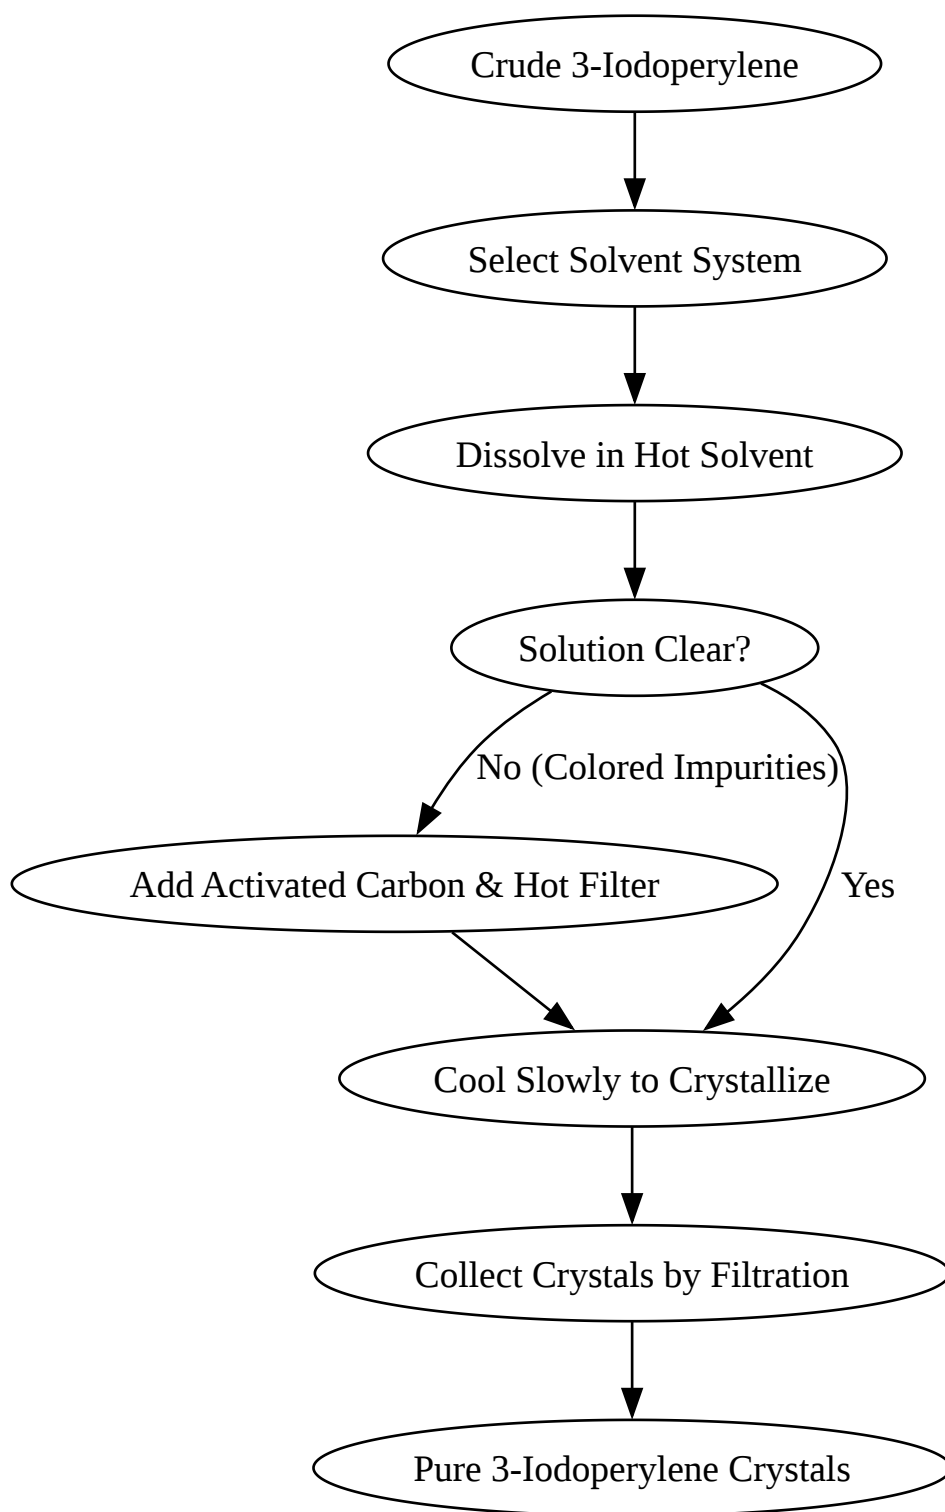 Crude 3-Iodoperylene
Select Solvent System
Dissolve in Hot Solvent
Solution Clear?
No (Colored Impurities)
Add Activated Carbon & Hot Filter
Yes
Cool Slowly to Crystallize
Collect Crystals by Filtration
Pure 3-Iodoperylene Crystals